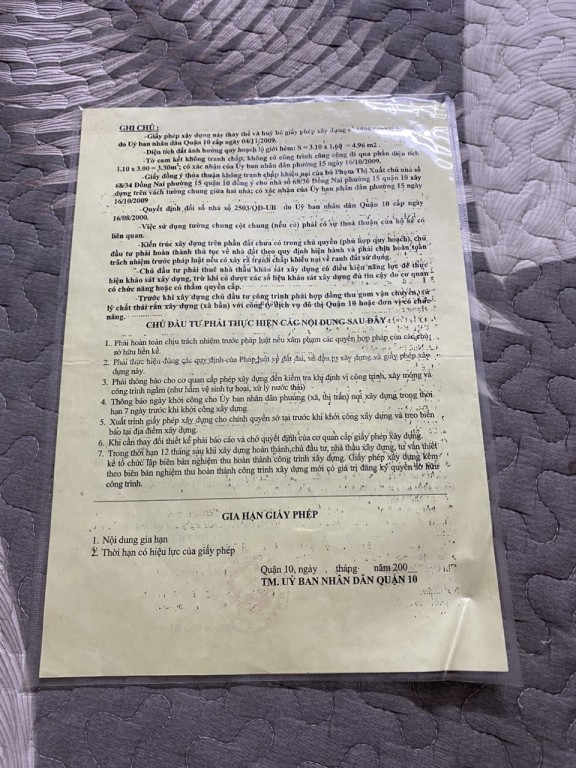 GHI CHÚ :
-Giấy phép xây dựng này thay thế và huỷ bỏ giấy phép xây dựng
do Uỷ ban nhân dân Quận 10 cấp ngày 04/11/2009.
-Diện tích đất ảnh hưởng quy hoạch lộ giới hẻm: S = 3.10 x 1,60 = 4.96 m2 .
-Tờ cam kết không tranh chấp, không có công trình công cộng đi qua phần diện tích
1.10 x 3.00 = 3.30m²; có xác nhận của Ủy ban nhân dân phường 15 ngày 16/10/2009.
-Giấy đồng ý thỏa thuận không tranh chấp khiếu nại của bà Phạm Thị Xuất chủ nhà số
68/34 Đồng Nai phường 15 quận 10 đồng ý cho nhà số 68/36 Đồng Nai phường 15 quận 10 xây
dựng trên vách tường chung giữa hai nhà; có xác nhận của Ủy ban nhân dân phường 15 ngày
16/10/2009
-Quyết định đổi số nhà số 2503/QD-UB do Uỷ ban nhân dân Quận 10 cấp ngày
16/08/2000.
-Việc sử dụng tường chung cột chung (nếu có) phải có sự thoả thuận của hộ kế có
liên quan.
-Kiến trúc xây dựng trên phần đất chưa có trong chủ quyền (phù hợp quy hoạch), chủ
đầu tư phải hoàn thành thủ tục về nhà đất theo quy định hiện hành và phải chịu hoàn toàn
trách nhiệm trước pháp luật nếu có xảy ra tranh chấp khiếu nại về ranh đất sử dụng.
-Chủ đầu tư phải thuê nhà thầu khảo sát xây dựng có điều kiện năng lực để thực
hiện khảo sát xây dựng, trừ khi có được các số liệu khảo sát xây dựng đủ tin cậy do cơ quan
có chức năng hoặc có thẩm quyền cấp.
-Trước khi xây dựng chủ đầu tư công trình phải hợp đồng thu gom vận chuyển, xử
lý chất thải rắn xây dựng (xà bần) với công ty dịch vụ đô thị Quận 10 hoặc đơn vị có chức
năng.
CHỦ ĐẦU TƯ PHẢI THỰC HIỆN CÁC NỘI DUNG SAU ĐÂY :
1. Phải hoàn toàn chịu trách nhiệm trước pháp luật nếu xâm phạm các quyền hợp pháp của các chủ
sở hữu liền kề.
2. Phải thực hiện đúng các quy định của Pháp luật về đất đai, về đầu tư xây dựng và giấy phép xây
dựng này.
3. Phải thông báo cho cơ quan cấp phép xây dựng đến kiểm tra khi định vị công trình, xây móng và
công trình ngầm (như hầm vệ sinh tự hoại, xử lý nước thải)
4. Thông báo ngày khởi công cho Ủy ban nhân dân phường (xã, thị trấn) nơi xây dựng trong thời
hạn 7 ngày trước khi khởi công xây dựng.
5. Xuất trình giấy phép xây dựng cho chính quyền sở tại trước khi khởi công xây dựng và treo biển
báo tại địa điểm xây dựng.
6. Khi cần thay đổi thiết kế phải báo cáo và chờ quyết định của cơ quan cấp giấy phép xây dựng.
7. Trong thời hạn 12 tháng sau khi xây dựng hoàn thành,chủ đầu tư, nhà thầu xây dựng, tư vấn thiết
kế tổ chức lập biên bản nghiệm thu hoàn thành công trình xây dựng. Giấy phép xây dựng kèm
theo biên bản nghiệm thu hoàn thành công trình xây dựng mới có giá trị đăng ký quyền sở hữu
công trình.
GIA HẠN GIẤY PHÉP
1. Nội dung gia hạn
2. Thời hạn có hiệu lực của giấy phép
Quận 10, ngày tháng năm 200
TM. UỶ BAN NHÂN DÂN QUẬN 10